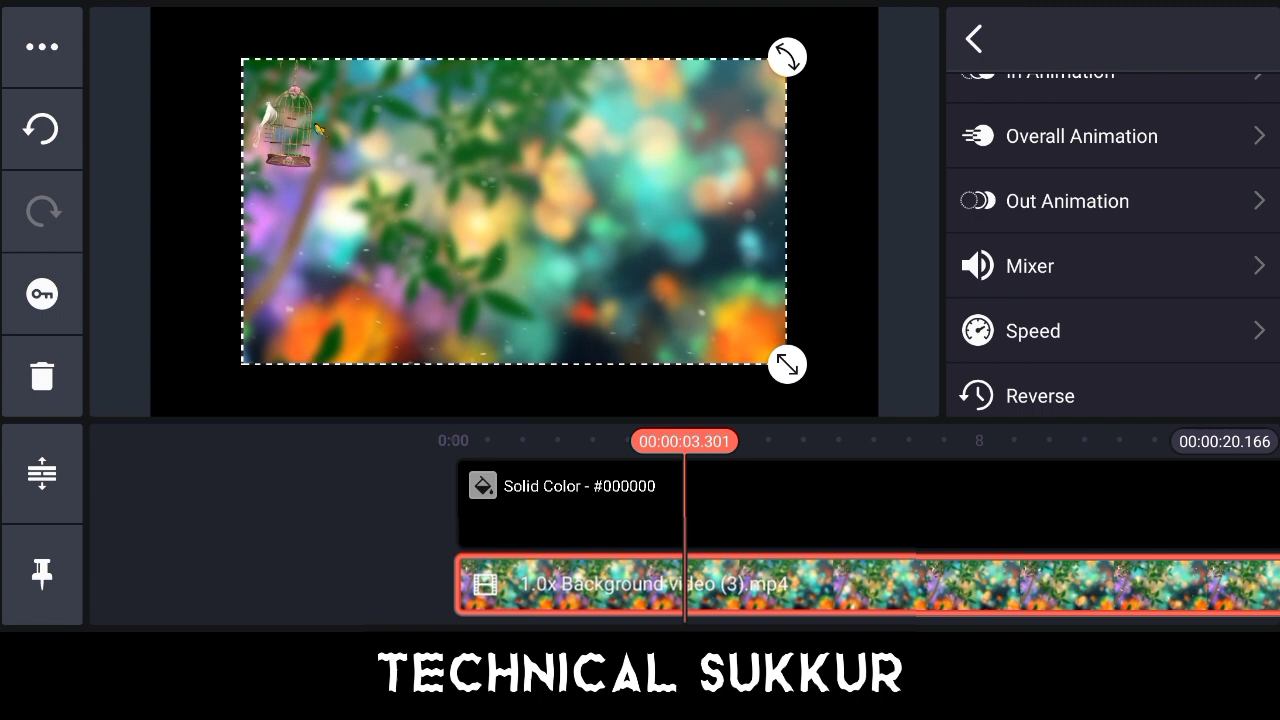 In Animation
Overall Animation
Out Animation
Mixer
Speed
Reverse
0:00
00:00:03.301
8
00:00:20.166
Solid Color - #000000
1.0x Background video (3).mp4
TECHNICAL SUKKUR